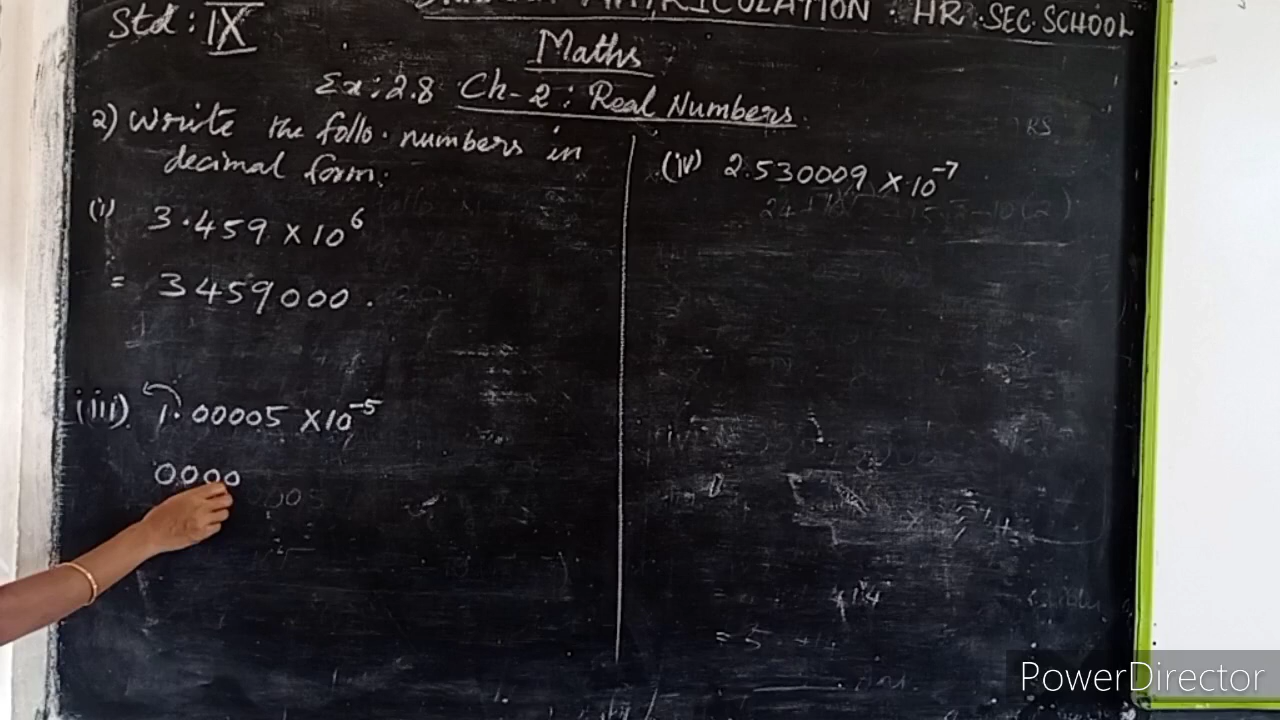 Std : IX
MATRICULATION . HR . SEC . SCHOOL
Maths
Ex : 2.8 Ch - 2 : Real Numbers
2) Write the follo. numbers in
decimal form:
(i) 3.459 × 10⁶
= 3459000.
(iii) 1.00005 × 10⁻⁵
0000
(iv) 2.530009 × 10⁻⁷
PowerDirector